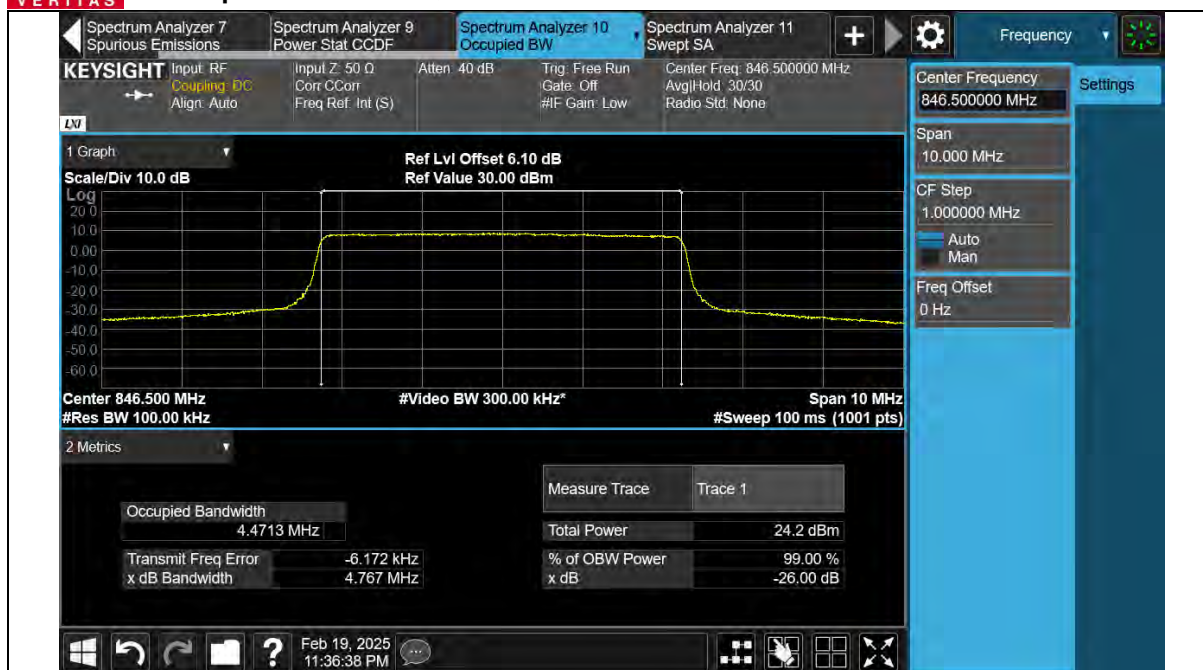 VERITAS
Spectrum Analyzer 7
Spurious Emissions
Spectrum Analyzer 9
Power Stat CCDF
Spectrum Analyzer 10
Occupied BW
Spectrum Analyzer 11
Swept SA
Frequency
KEYSIGHT
Input: RF
Coupling: DC
Align: Auto
Input Z: 50 Ω
Corr CCorr
Freq Ref: Int (S)
Atten: 40 dB
Trig: Free Run
Gate: Off
#IF Gain: Low
Center Freq: 846.500000 MHz
Avg|Hold: 30/30
Radio Std: None
LXI
Center Frequency
846.500000 MHz
Settings
Span
10.000 MHz
CF Step
1.000000 MHz
Auto
Man
Freq Offset
0 Hz
1 Graph
Scale/Div 10.0 dB
Ref Lvl Offset 6.10 dB
Ref Value 30.00 dBm
Log
20.0
10.0
0.00
-10.0
-20.0
-30.0
-40.0
-50.0
-60.0
Center 846.500 MHz
#Video BW 300.00 kHz*
Span 10 MHz
#Res BW 100.00 kHz
#Sweep 100 ms (1001 pts)
2 Metrics
Measure Trace
Trace 1
Occupied Bandwidth
4.4713 MHz
Total Power
24.2 dBm
Transmit Freq Error
-6.172 kHz
% of OBW Power
99.00 %
x dB Bandwidth
4.767 MHz
x dB
-26.00 dB
?
Feb 19, 2025
11:36:38 PM